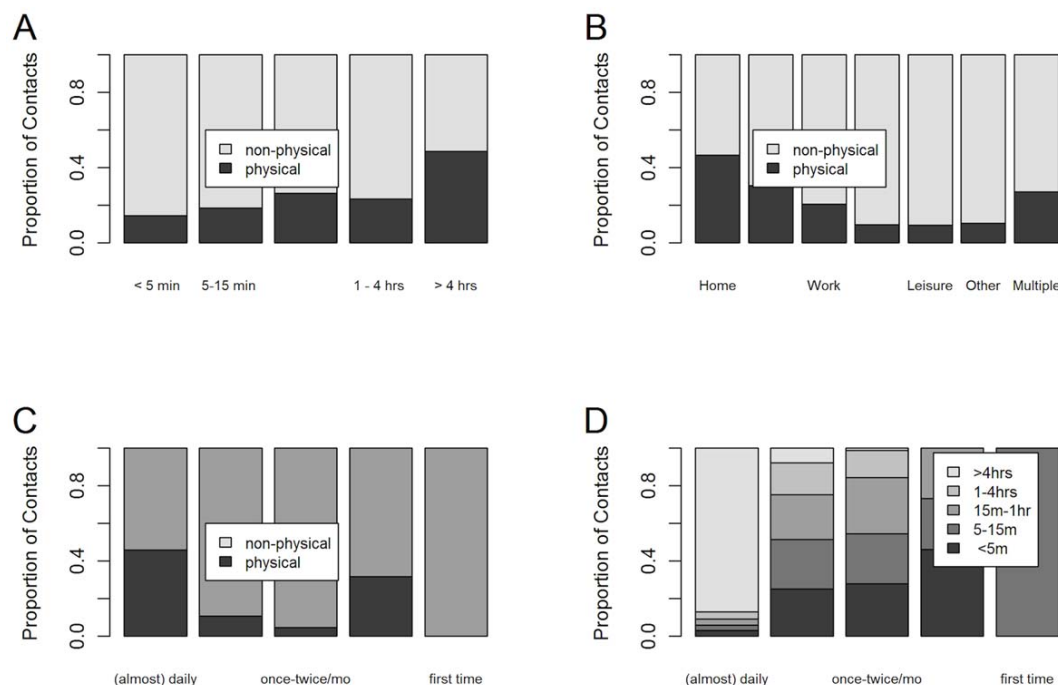 A
Proportion of Contacts
0.8
0.4
0.0
non-physical
physical
< 5 min 5-15 min 1 - 4 hrs > 4 hrs
B
Proportion of Contacts
0.8
0.4
0.0
non-physical
physical
Home Work Leisure Other Multiple
C
Proportion of Contacts
0.8
0.4
0.0
non-physical
physical
(almost) daily once-twice/mo first time
D
Proportion of Contacts
0.8
0.4
0.0
>4hrs
1-4hrs
15m-1hr
5-15m
<5m
(almost) daily once-twice/mo first time